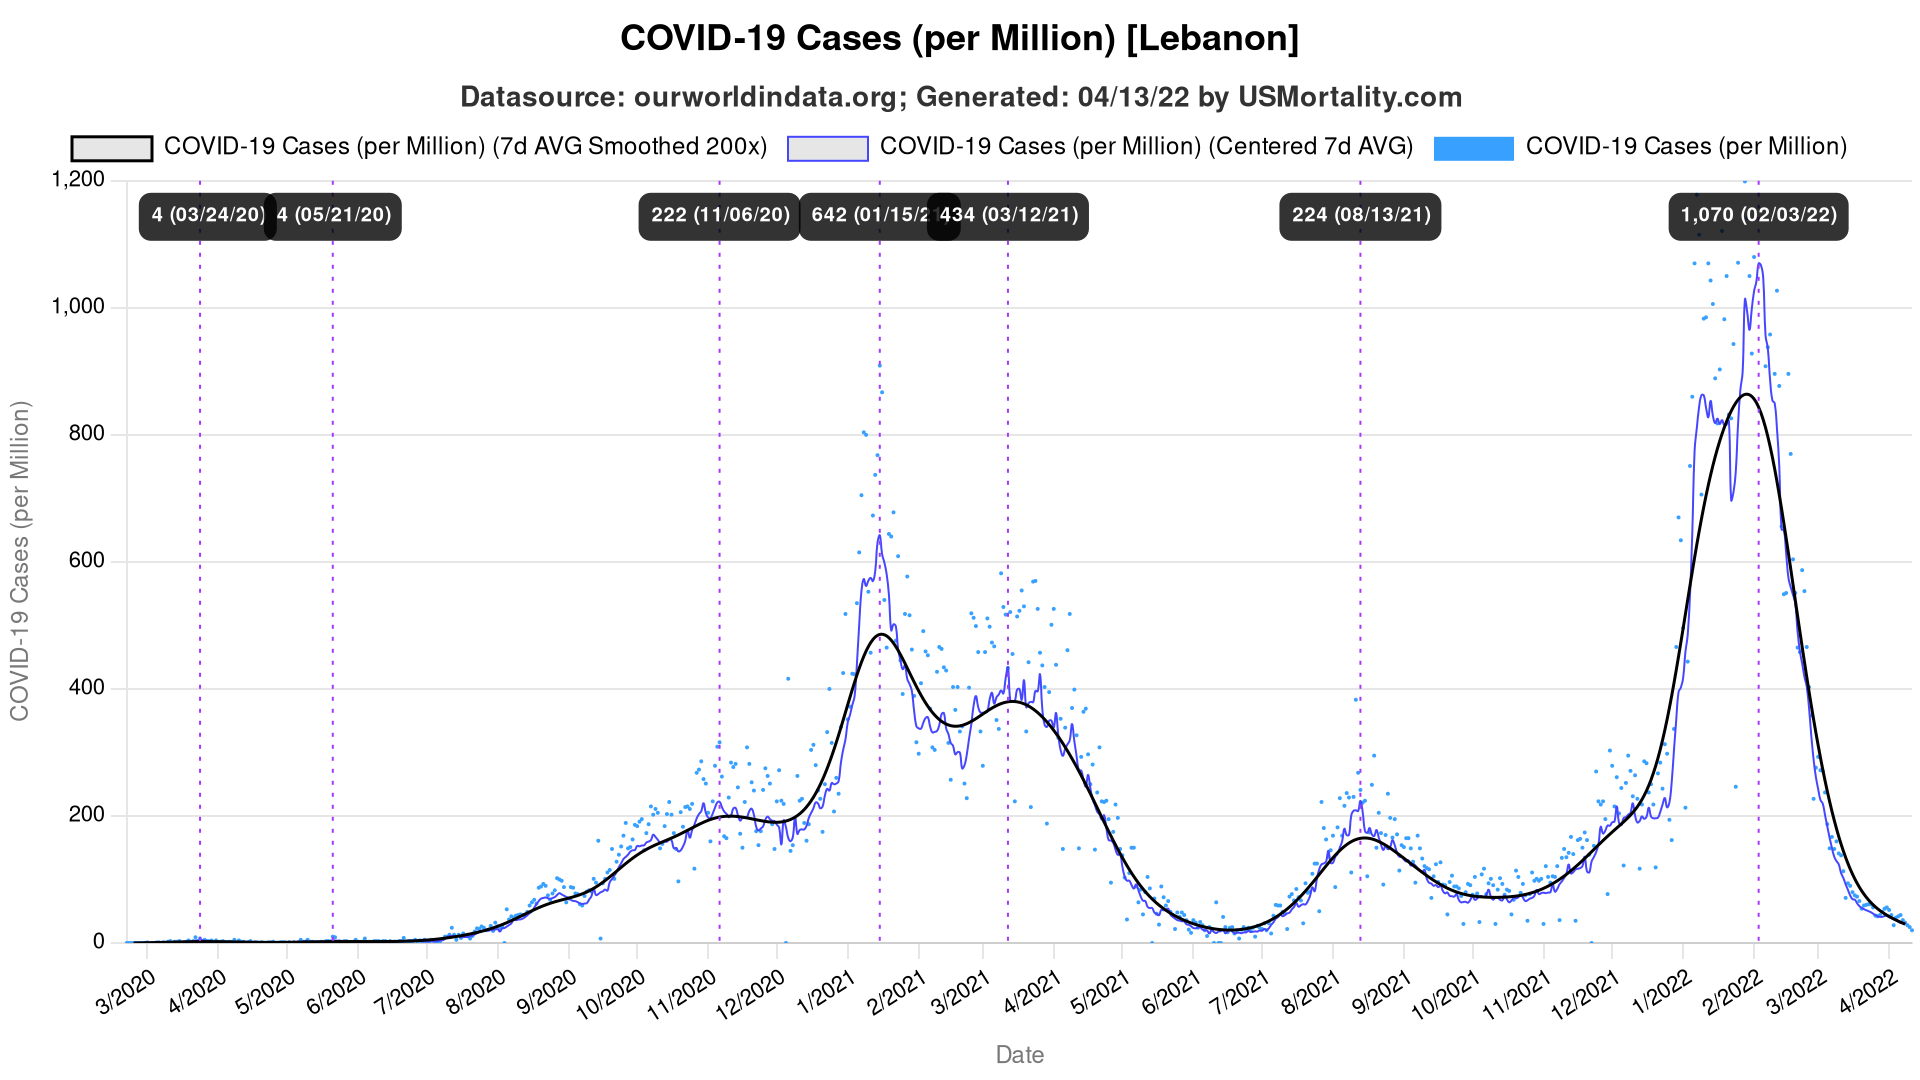 COVID-19 Cases (per Million) [Lebanon]
Datasource: ourworldindata.org; Generated: 04/13/22 by USMortality.com
COVID-19 Cases (per Million) (7d AVG Smoothed 200x) COVID-19 Cases (per Million) (Centered 7d AVG) COVID-19 Cases (per Million)
4 (03/24/20) 4 (05/21/20) 222 (11/06/20) 642 (01/15/21) 434 (03/12/21) 224 (08/13/21) 1,070 (02/03/22)
1,200
1,000
800
600
400
200
0
COVID-19 Cases (per Million)
3/2020 4/2020 5/2020 6/2020 7/2020 8/2020 9/2020 10/2020 11/2020 12/2020 1/2021 2/2021 3/2021 4/2021 5/2021 6/2021 7/2021 8/2021 9/2021 10/2021 11/2021 12/2021 1/2022 2/2022 3/2022 4/2022
Date